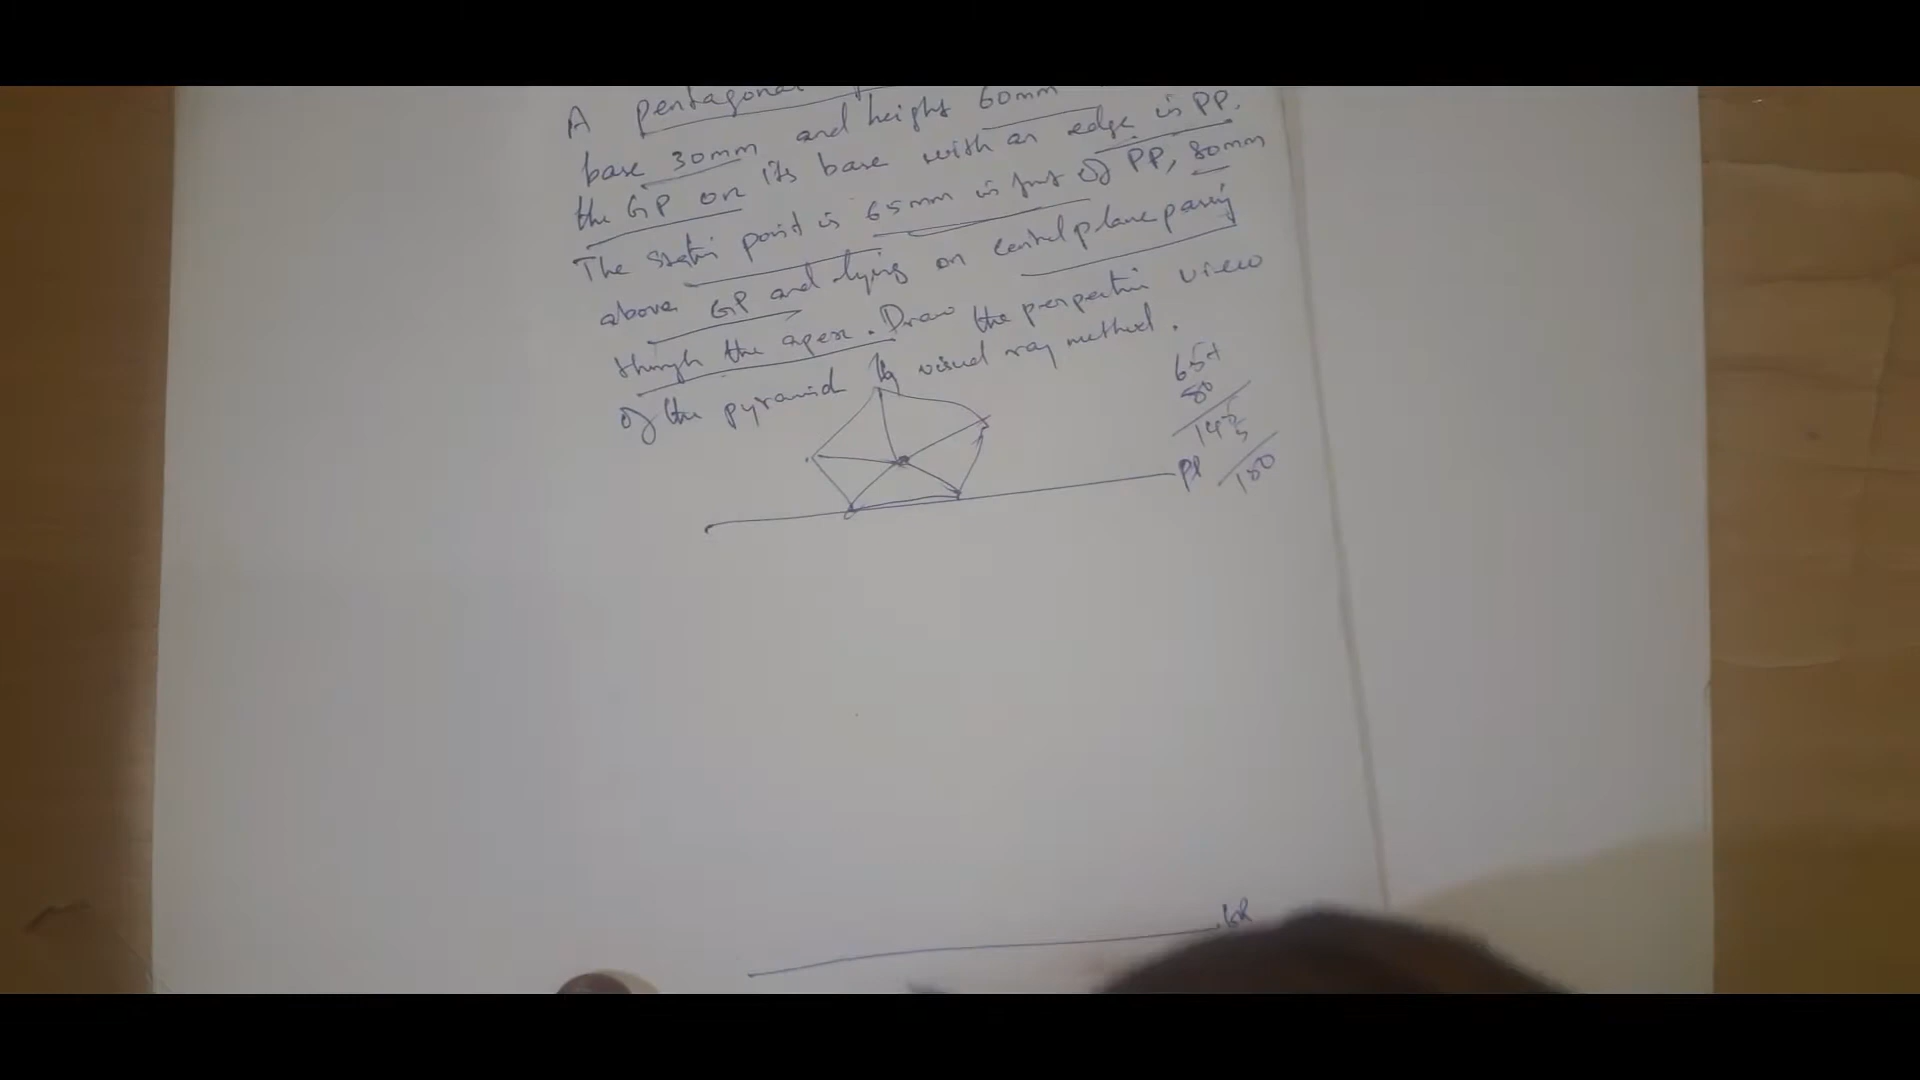 A pentagonal
base 30mm and height 60mm
the GP on its base with an edge in PP.
The station point is 65mm in front of PP, 80mm
above GP and lying on central plane passing
through the apex. Draw the perspective view
of the pyramid by visual ray method.
65+
80
145
PP 180
GL